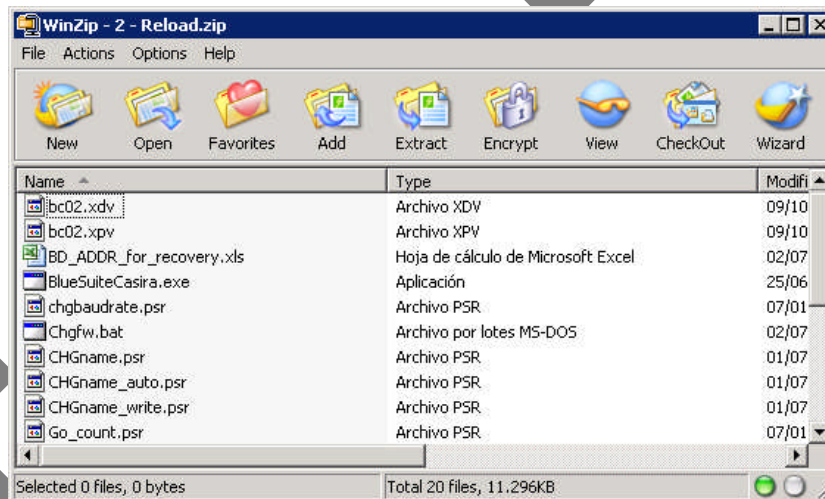 WinZip - 2 - Reload.zip
File Actions Options Help
New Open Favorites Add Extract Encrypt View CheckOut Wizard
Name Type Modifi
bc02.xdv Archivo XDV 09/10
bc02.xpv Archivo XPV 09/10
BD_ADDR_for_recovery.xls Hoja de cálculo de Microsoft Excel 02/07
BlueSuiteCasira.exe Aplicación 25/06
chgbaudrate.psr Archivo PSR 07/01
Chgfw.bat Archivo por lotes MS-DOS 02/07
CHGname.psr Archivo PSR 01/07
CHGname_auto.psr Archivo PSR 01/07
CHGname_write.psr Archivo PSR 01/07
Go_count.psr Archivo PSR 07/01
Selected 0 files, 0 bytes Total 20 files, 11.296KB